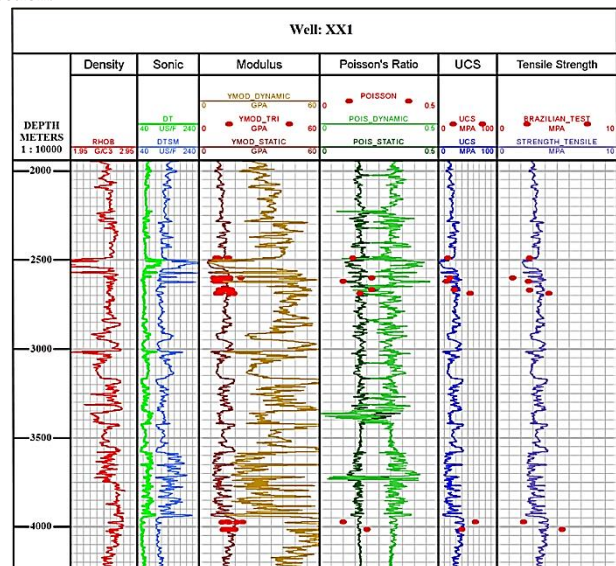 Well: XX1
Density Sonic Modulus Poisson's Ratio UCS Tensile Strength
YMOD_DYNAMIC POISSON
0 GPA 60 0 0.5
DT YMOD_TRI POIS_DYNAMIC UCS BRAZILIAN_TEST
40 US/F 240 0 GPA 60 0 0.5 0 MPA 100 0 MPA 10
DEPTH
METERS
1 : 10000
RHOB DTSM YMOD_STATIC POIS_STATIC UCS STRENGTH_TENSILE
1.95 G/C3 2.95 40 US/F 240 0 GPA 60 0 0.5 0 MPA 100 0 MPA 10
2000
2500
3000
3500
4000